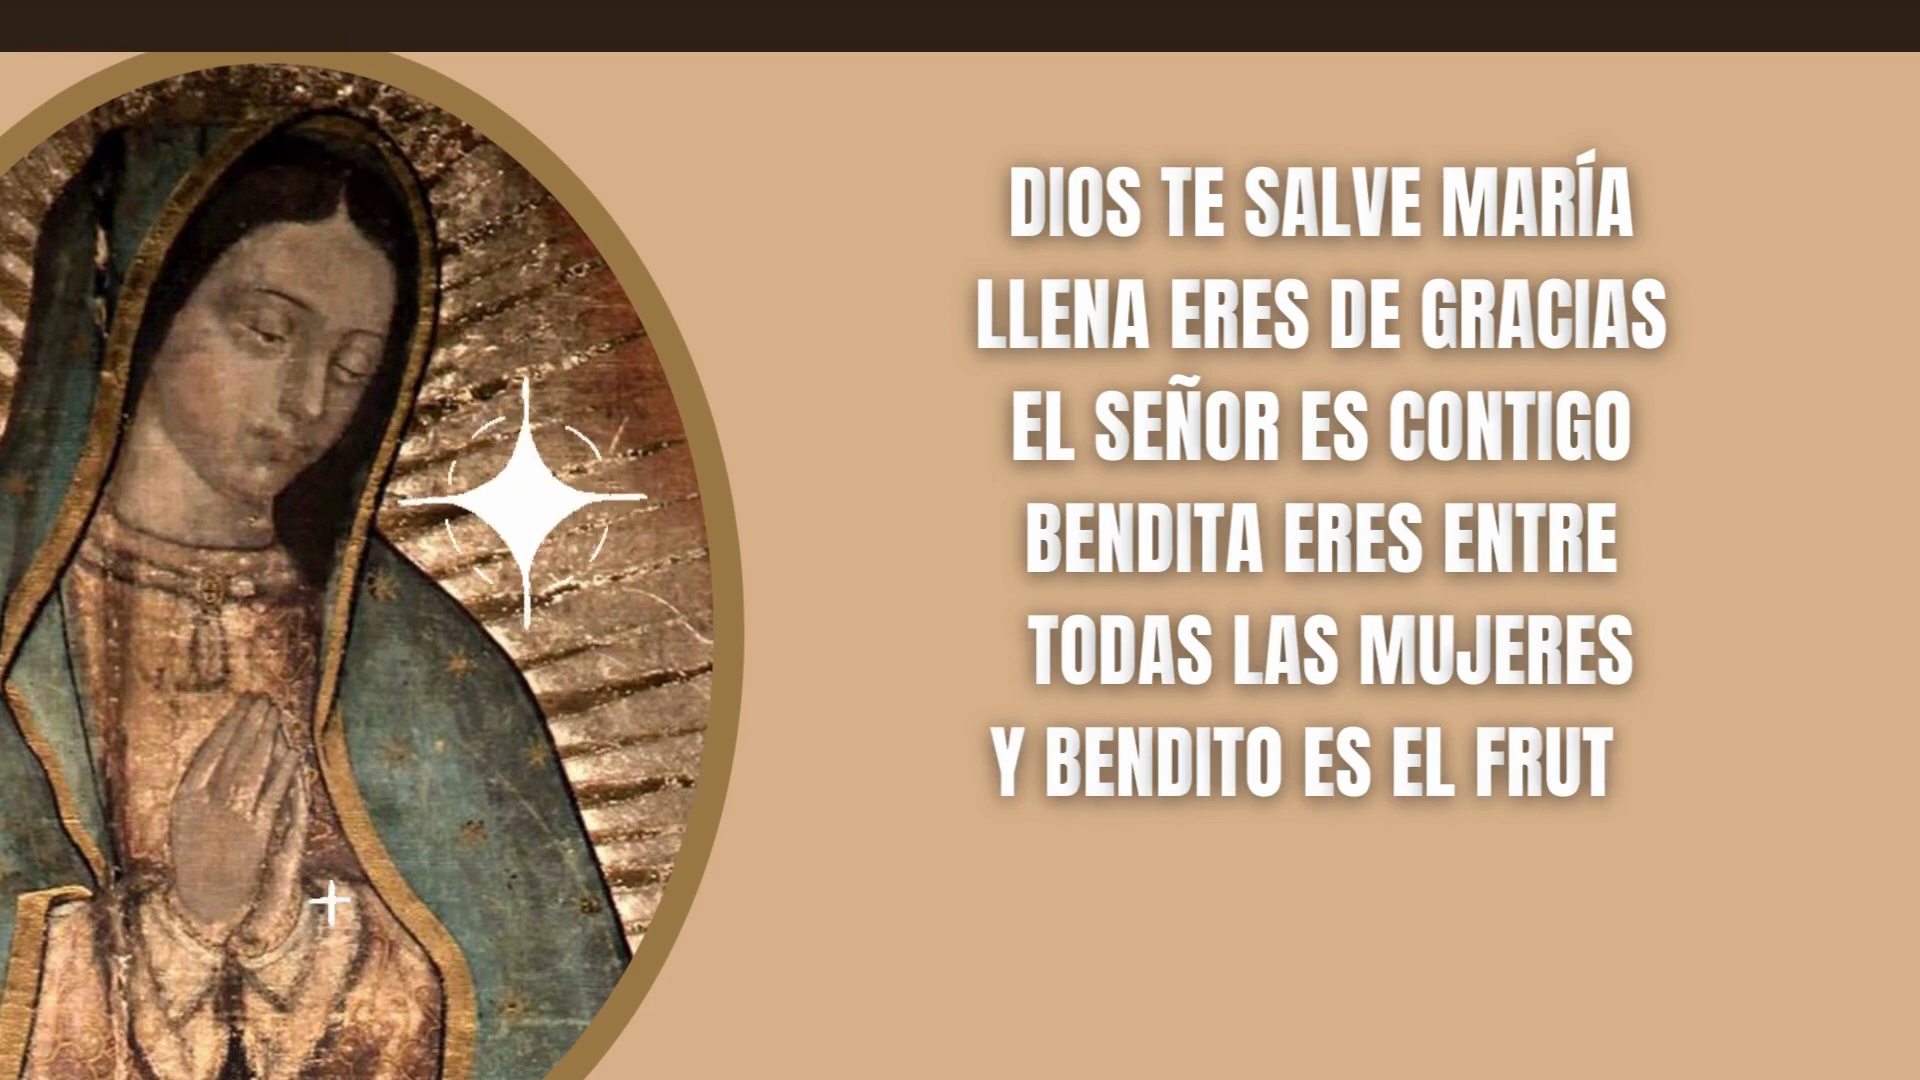 DIOS TE SALVE MARÍA
LLENA ERES DE GRACIAS
EL SEÑOR ES CONTIGO
BENDITA ERES ENTRE
TODAS LAS MUJERES
Y BENDITO ES EL FRUT